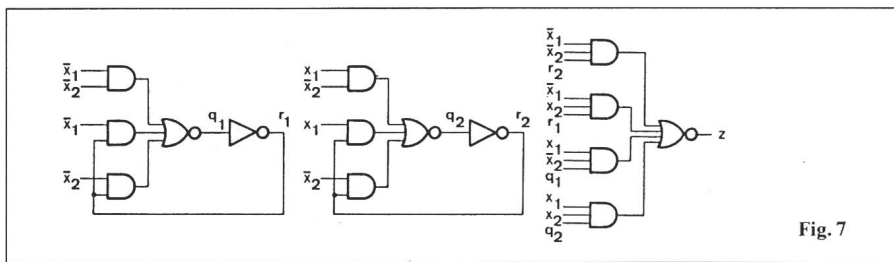 x̄₁
x̄₂
x̄₁
x̄₂
q₁
r₁
x₁
x̄₂
x₁
x̄₂
q₂
r₂
x̄₁
x̄₂
r₂
x̄₁
x₂
r₁
x₁
x̄₂
q₁
x₁
x₂
q₂
z
Fig. 7